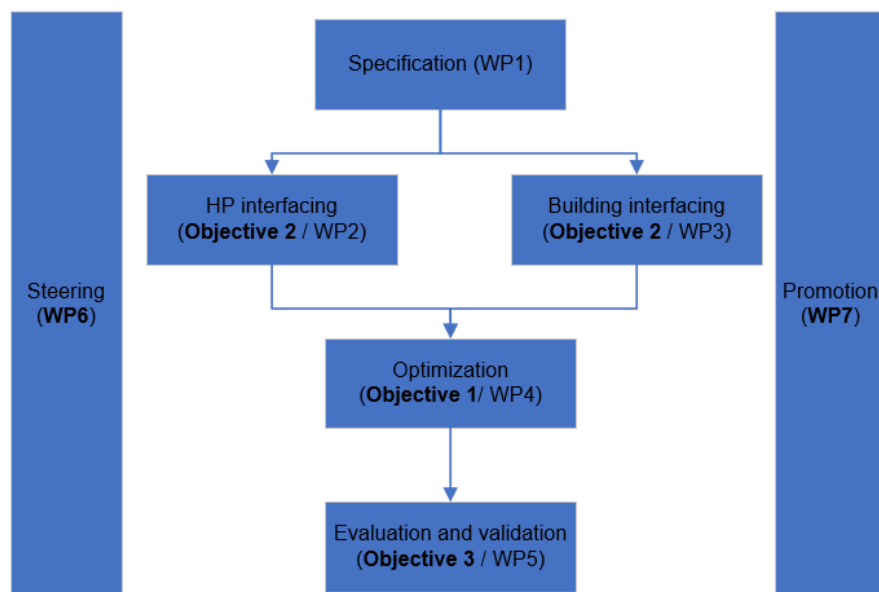 Specification (WP1)
HP interfacing
(Objective 2 / WP2)
Building interfacing
(Objective 2 / WP3)
Steering
(WP6)
Promotion
(WP7)
Optimization
(Objective 1/ WP4)
Evaluation and validation
(Objective 3 / WP5)